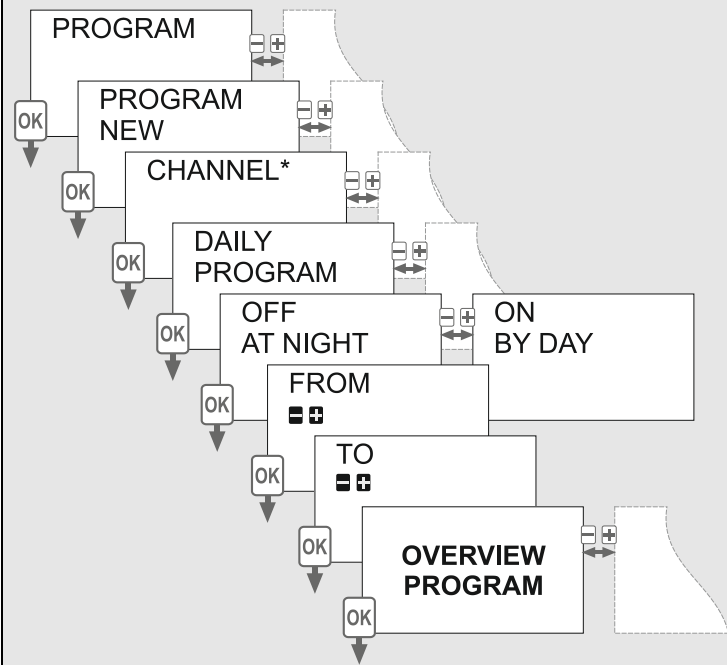 PROGRAM
- +
OK
PROGRAM
NEW
- +
OK
CHANNEL*
- +
OK
DAILY
PROGRAM
- +
OK
OFF
AT NIGHT
- +
ON
BY DAY
OK
FROM
- +
OK
TO
- +
OK
OVERVIEW
PROGRAM
- +
OK